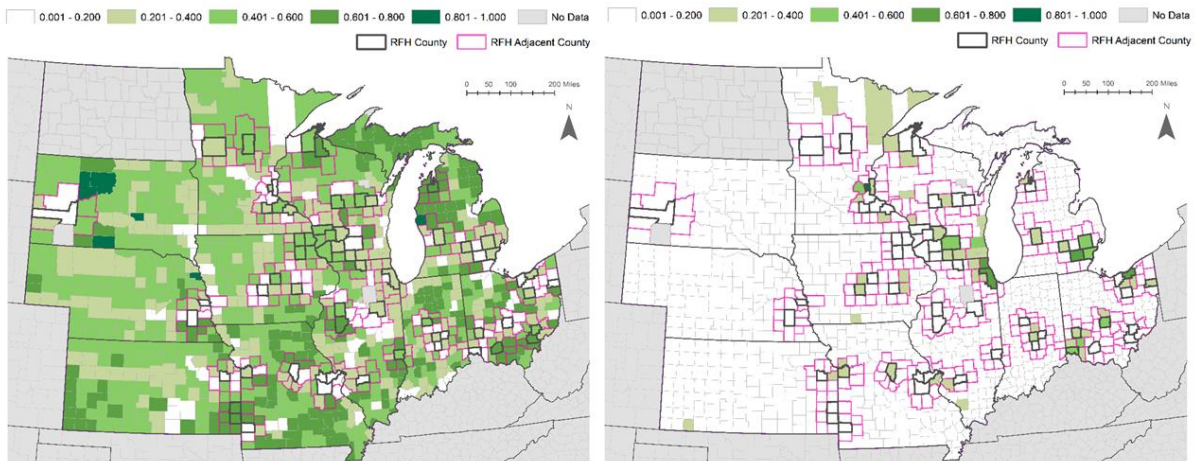 0.001 - 0.200 0.201 - 0.400 0.401 - 0.600 0.601 - 0.800 0.801 - 1.000 No Data
RFH County RFH Adjacent County
0 50 100 200 Miles
N
0.001 - 0.200 0.201 - 0.400 0.401 - 0.600 0.601 - 0.800 0.801 - 1.000 No Data
RFH County RFH Adjacent County
0 50 100 200 Miles
N